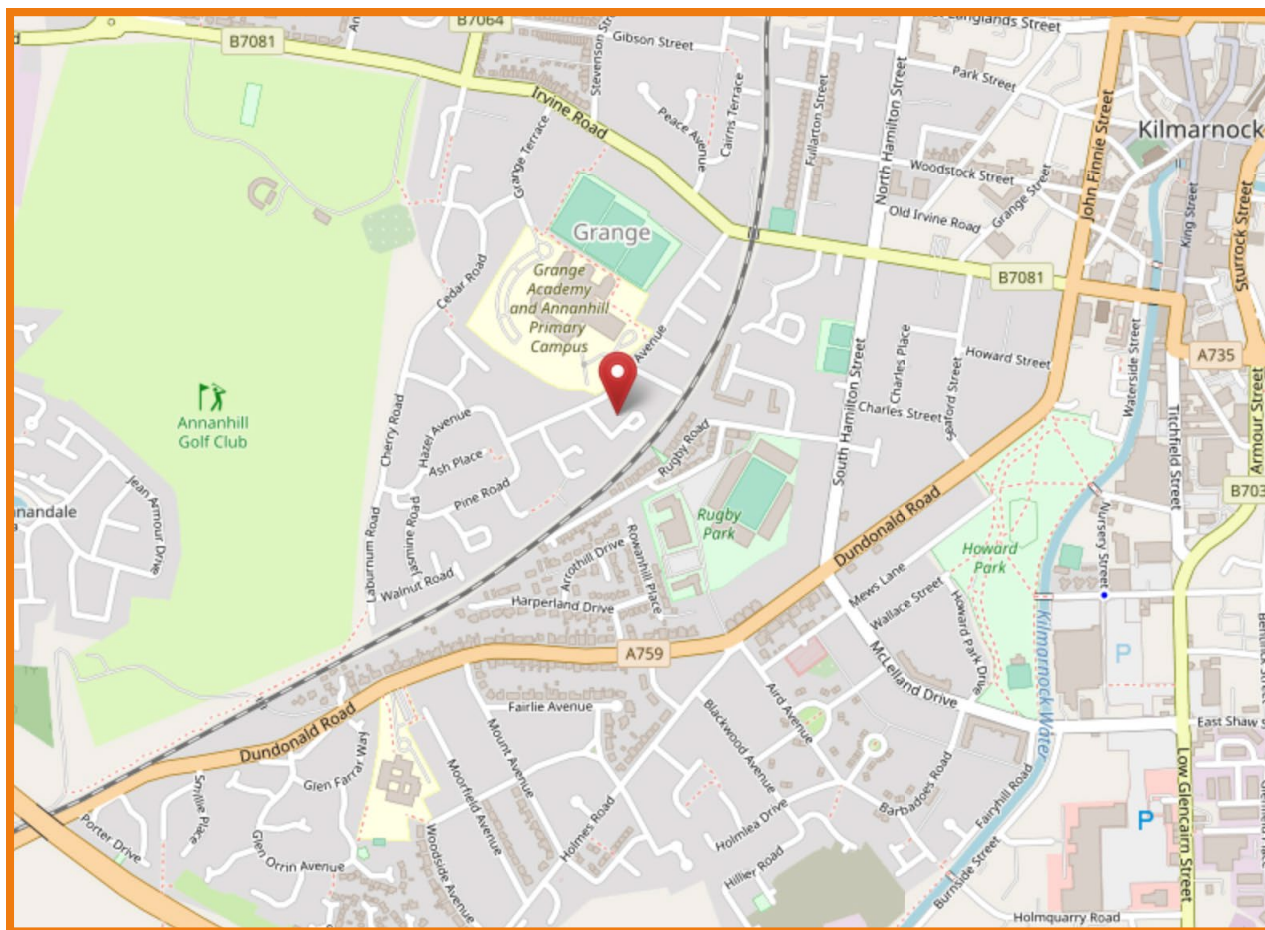 B7064
Langlands Street
B7081
Gibson Street
Stevenson Str
Park Street
Irvine Road
Peace Avenue
Cairns Terrace
Fullarton Street
North Hamilton Street
John Finnie Street
Kilmarnock
Grange Terrace
Woodstock Street
Grange Street
Old Irvine Road
King Street
Sturrock Street
Grange
Cedar Road
Grange
Academy
and Annanhill
Primary
Campus
B7081
Avenue
Charles Place
Howard Street
Waterside Street
A735
Annanhill
Golf Club
Cherry Road
Hazel Avenue
Ash Place
Pine Road
Rugby Road
South Hamilton Street
Charles Street
Seaford Street
Titchfield Street
Armour Street
B703
Jean Armour Drive
nnandale
Jasmine Road
Laburnum Road
Walnut Road
Rugby
Park
Dundonald Road
Howard
Park
Nursery Street
Artothill Drive
Rowanhill Place
Harperland Drive
Mews Lane
Wallace Street
Howard Park Drive
Kilmarnock Water
P
A759
McLelland Drive
Fairlie Avenue
Aird Avenue
Blackwood Avenue
East Shaw S
Dundonald Road
Glen Farrar Way
Mount Avenue
Moorfield Avenue
Holmes Road
Barbadoes Road
Fairyhill Road
Low Glencairn Street
Smillie Place
Porter Drive
Glen Orrin Avenue
Woodside Avenue
Holmlea Drive
Hillier Road
Burnside Street
P
Holmquarry Road